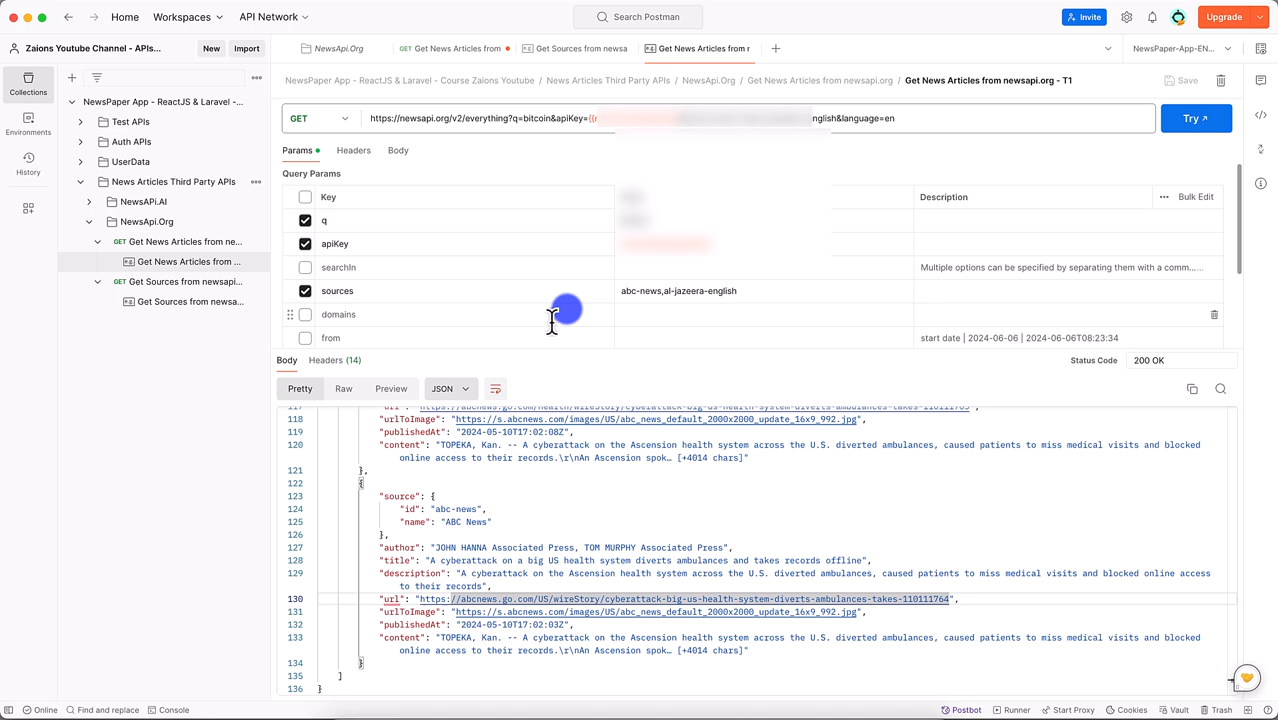 Home
Workspaces
API Network
Search Postman
Invite
Upgrade
Zaions Youtube Channel - APIs...
New
Import
NewsApi.Org
GET Get News Articles from
Get Sources from newsa
Get News Articles from r
NewsPaper-App-EN...
Collections
Environments
History
NewsPaper App - ReactJS & Laravel -...
Test APIs
Auth APIs
UserData
News Articles Third Party APIs
NewsAPi.AI
NewsApi.Org
GET Get News Articles from ne...
Get News Articles from ...
GET Get Sources from newsapi...
Get Sources from newsa...
NewsPaper App - ReactJS & Laravel - Course Zaions Youtube / News Articles Third Party APIs / NewsApi.Org / Get News Articles from newsapi.org / Get News Articles from newsapi.org - T1
Save
GET
https://newsapi.org/v2/everything?q=bitcoin&apiKey={{ nglish&language=en
Try
Params
Headers
Body
Query Params
Key
Description
Bulk Edit
q
apiKey
searchIn
Multiple options can be specified by separating them with a comm......
sources
abc-news,al-jazeera-english
domains
from
start date | 2024-06-06 | 2024-06-06T08:23:34
Body
Headers (14)
Status Code
200 OK
Pretty
Raw
Preview
JSON
117 "url": "https://abcnews.go.com/health/wireStory/cyberattack-big-us-health-system-diverts-ambulances-takes-110111765",
118 "urlToImage": "https://s.abcnews.com/images/US/abc_news_default_2000x2000_update_16x9_992.jpg",
119 "publishedAt": "2024-05-10T17:02:08Z",
120 "content": "TOPEKA, Kan. -- A cyberattack on the Ascension health system across the U.S. diverted ambulances, caused patients to miss medical visits and blocked
online access to their records.\r\nAn Ascension spok… [+4014 chars]"
121 },
122 {
123 "source": {
124 "id": "abc-news",
125 "name": "ABC News"
126 },
127 "author": "JOHN HANNA Associated Press, TOM MURPHY Associated Press",
128 "title": "A cyberattack on a big US health system diverts ambulances and takes records offline",
129 "description": "A cyberattack on the Ascension health system across the U.S. diverted ambulances, caused patients to miss medical visits and blocked online access
to their records",
130 "url": "https://abcnews.go.com/US/wireStory/cyberattack-big-us-health-system-diverts-ambulances-takes-110111764",
131 "urlToImage": "https://s.abcnews.com/images/US/abc_news_default_2000x2000_update_16x9_992.jpg",
132 "publishedAt": "2024-05-10T17:02:03Z",
133 "content": "TOPEKA, Kan. -- A cyberattack on the Ascension health system across the U.S. diverted ambulances, caused patients to miss medical visits and blocked
online access to their records.\r\nAn Ascension spok… [+4014 chars]"
134 }
135 ]
136 }
Online
Find and replace
Console
Postbot
Runner
Start Proxy
Cookies
Vault
Trash